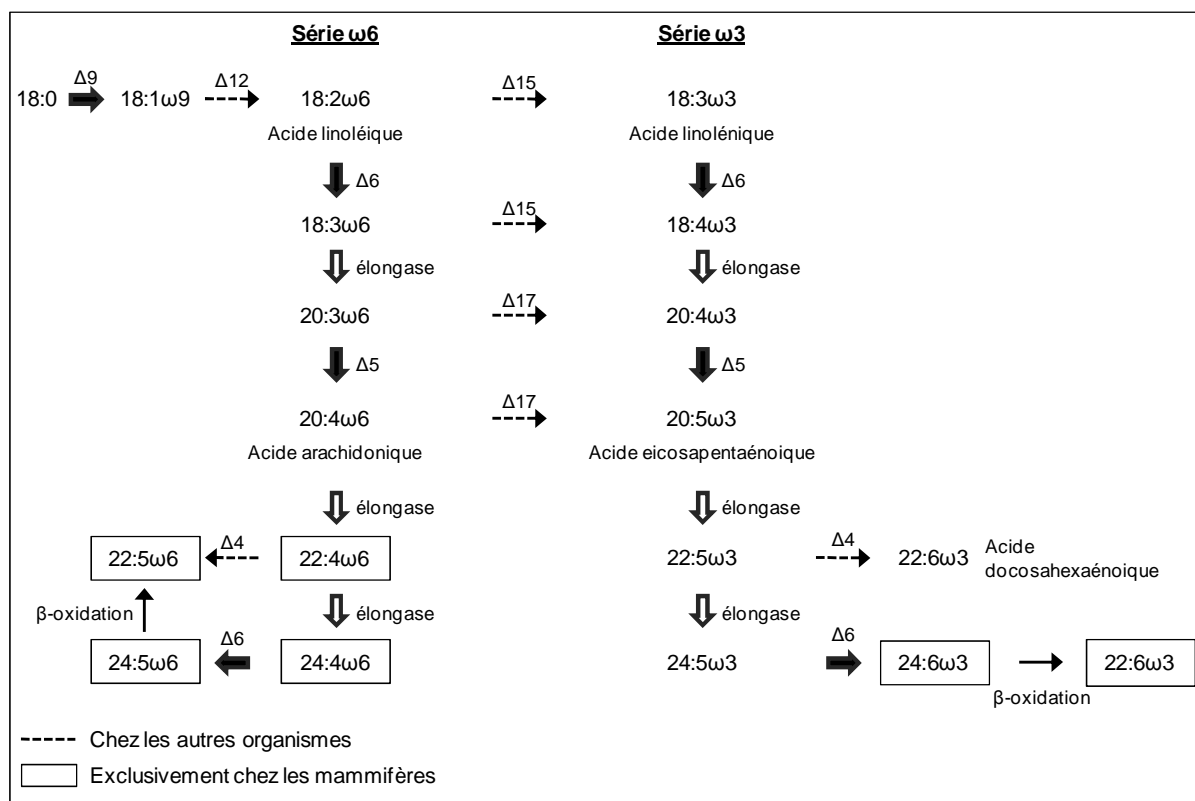 Série ω6 Série ω3
Δ9 Δ12 Δ15
18:0 18:1ω9 18:2ω6 18:3ω3
Acide linoléique Acide linolénique
Δ6 Δ6
Δ15
18:3ω6 18:4ω3
élongase élongase
Δ17
20:3ω6 20:4ω3
Δ5 Δ5
Δ17
20:4ω6 20:5ω3
Acide arachidonique Acide eicosapentaénoique
élongase élongase
Δ4 Δ4
22:5ω6 22:4ω6 22:5ω3 22:6ω3 Acide
docosahexaénoique
β-oxidation élongase élongase
Δ6 Δ6
24:5ω6 24:4ω6 24:5ω3 24:6ω3 22:6ω3
β-oxidation
Chez les autres organismes
Exclusivement chez les mammifères